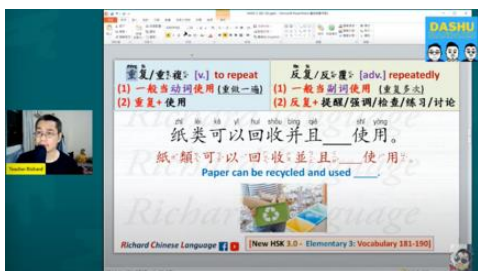 DASHU
重复/重複 [v.] to repeat
(1) 一般当动词使用 (重做一遍)
(2) 重复+ 使用
反复/反覆 [adv.] repeatedly
(1) 一般当副词使用 (重复多次)
(2) 反复+ 提醒/强调/检查/练习/讨论
zhǐ lèi kě yǐ huí shōu bìng qiě shǐ yòng
纸类可以回收并且___使用。
紙類可以回收並且___使用。
Paper can be recycled and used ____.
Teacher Richard
Richard Chinese Language
[New HSK 3.0 - Elementary 3: Vocabulary 181-190]